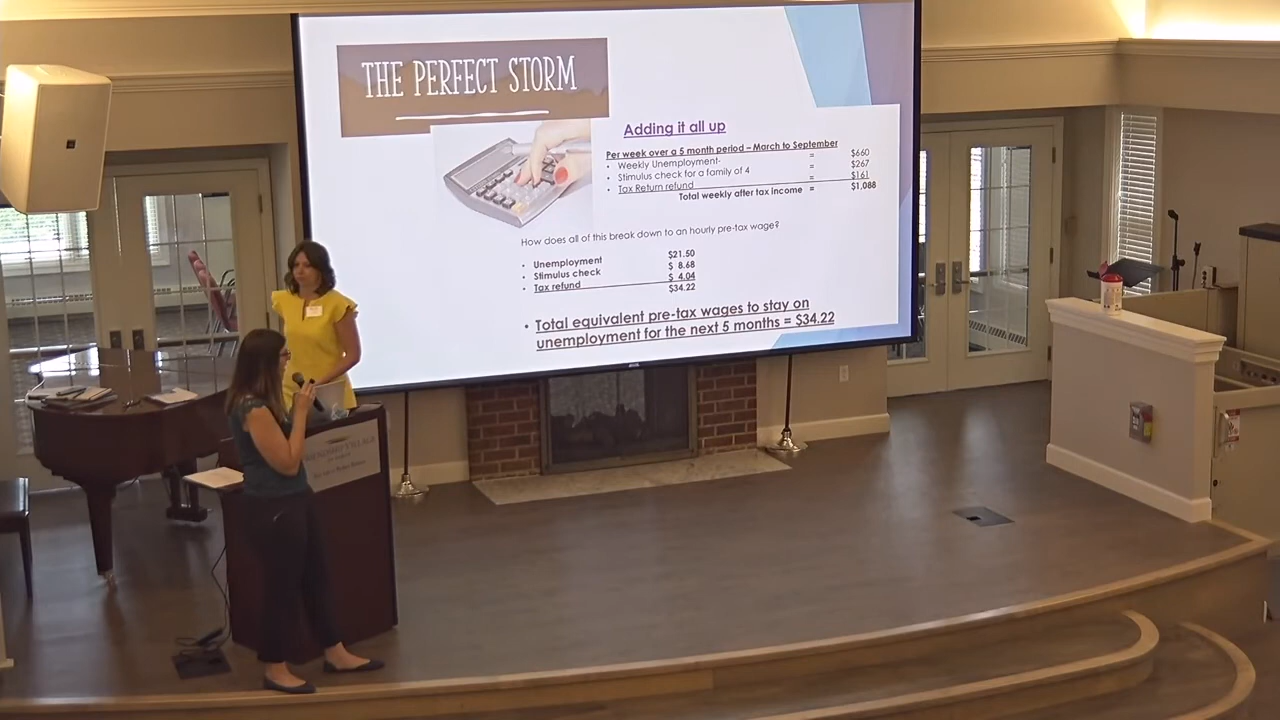 THE PERFECT STORM
Adding it all up
Per week over a 5 month period – March to September
• Weekly Unemployment- = $660
• Stimulus check for a family of 4 = $267
• Tax Return refund = $161
Total weekly after tax income = $1,088
How does all of this break down to an hourly pre-tax wage?
• Unemployment $21.50
• Stimulus check $ 8.68
• Tax refund $ 4.04
$34.22
• Total equivalent pre-tax wages to stay on
unemployment for the next 5 months = $34.22
VILLAGE